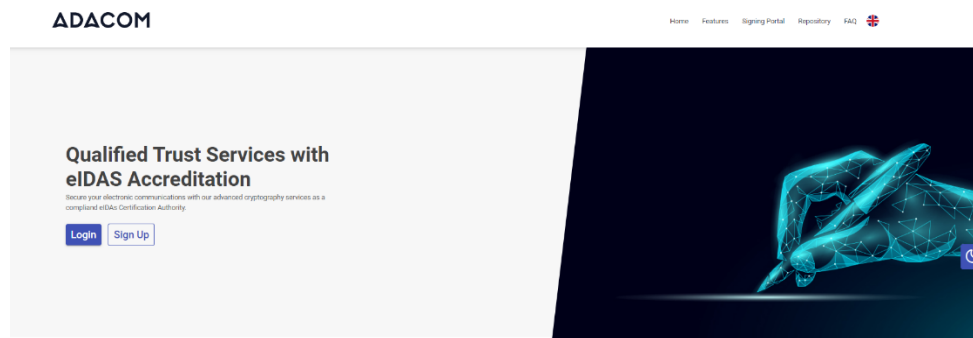 ADACOM
Home Features Signing Portal Repository FAQ
Qualified Trust Services with
eIDAS Accreditation
Secure your electronic communications with our advanced cryptography services as a
compliand eIDAs Certification Authority.
Login Sign Up